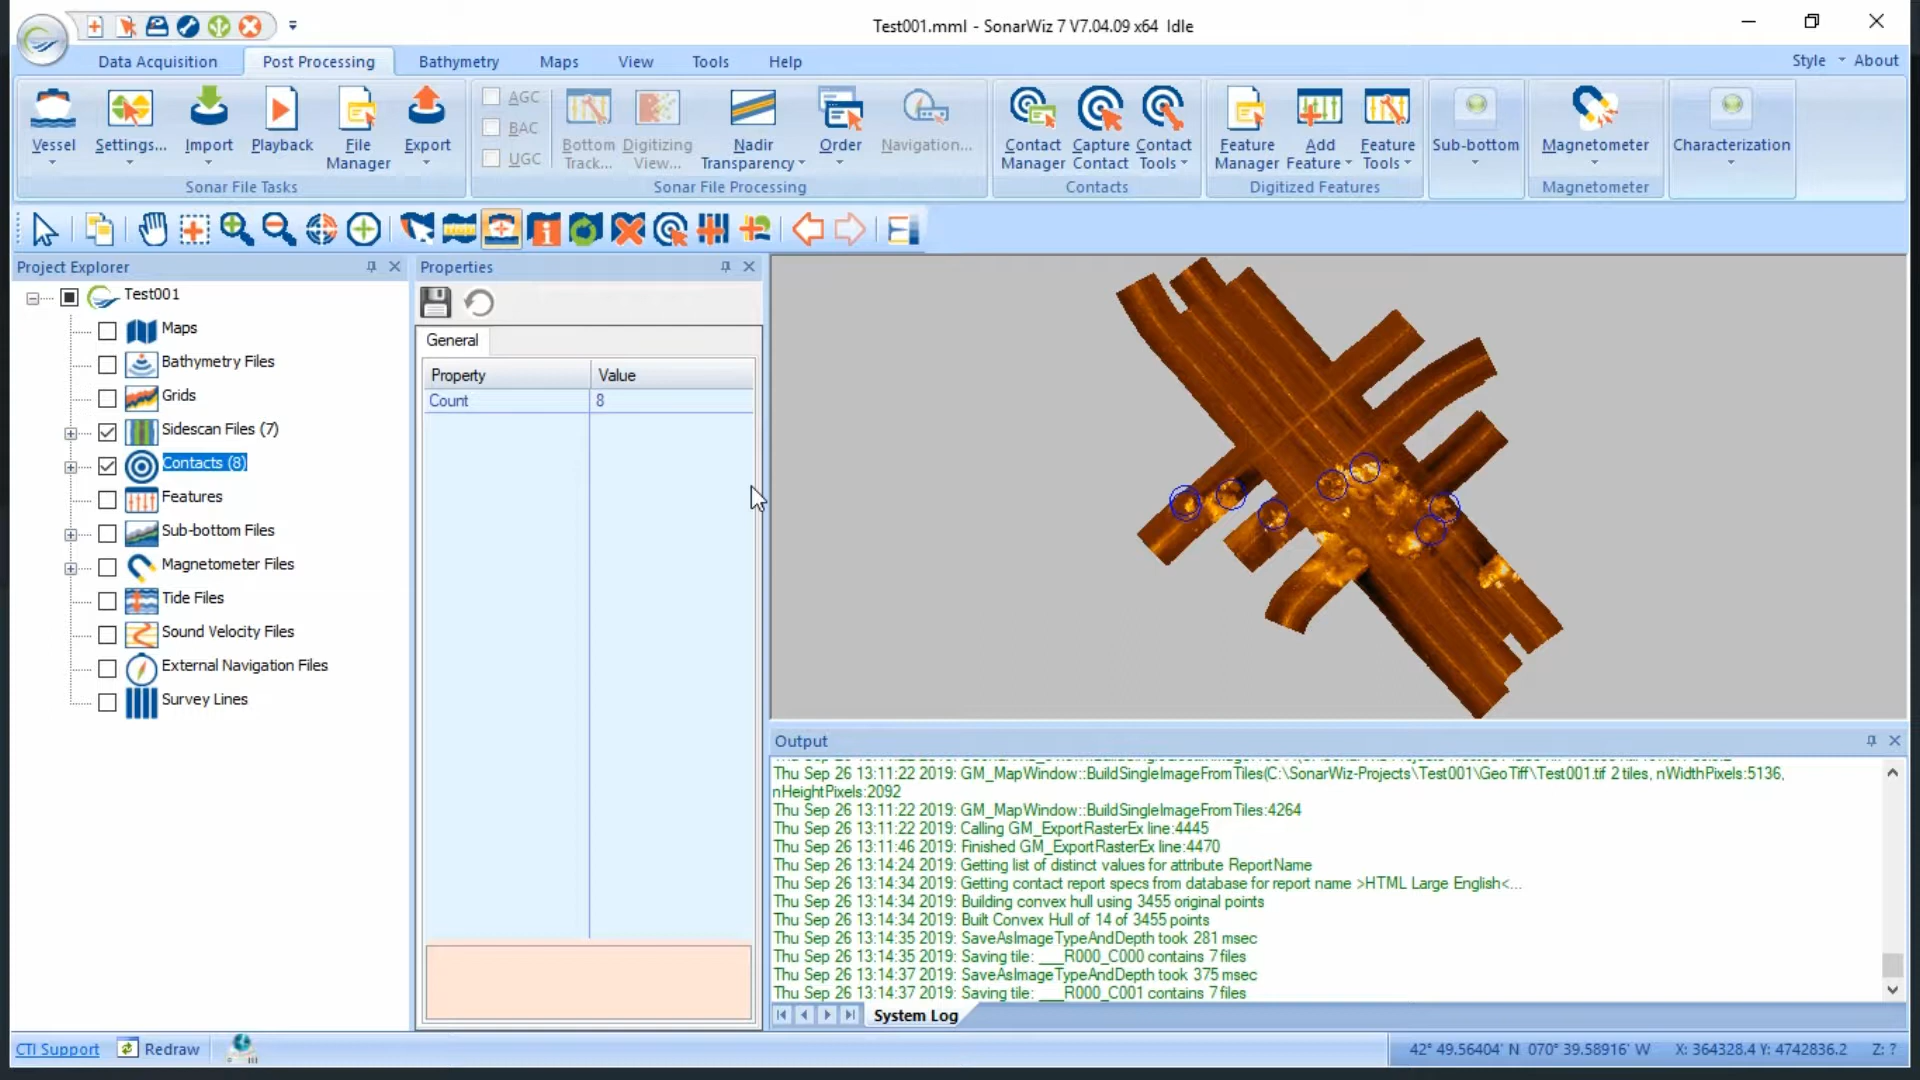 Test001.mml - SonarWiz 7 V7.04.09 x64  Idle
Data Acquisition  Post Processing  Bathymetry  Maps  View  Tools  Help  Style  About
Vessel  Settings...  Import  Playback  File Manager  Export
Sonar File Tasks
AGC
BAC
UGC
Bottom Track...  Digitizing View...  Nadir Transparency  Order  Navigation...
Sonar File Processing
Contact Manager  Capture Contact  Contact Tools
Contacts
Feature Manager  Add Feature  Feature Tools
Digitized Features
Sub-bottom
Magnetometer
Magnetometer
Characterization
Project Explorer
Test001
Maps
Bathymetry Files
Grids
Sidescan Files (7)
Contacts (8)
Features
Sub-bottom Files
Magnetometer Files
Tide Files
Sound Velocity Files
External Navigation Files
Survey Lines
Properties
General
Property  Value
Count  8
Output
Thu Sep 26 13:11:22 2019: GM_MapWindow::BuildSingleImageFromTiles(C:\SonarWiz-Projects\Test001\GeoTiff\Test001.tif 2 tiles, nWidthPixels:5136,
nHeightPixels:2092
Thu Sep 26 13:11:22 2019: GM_MapWindow::BuildSingleImageFromTiles:4264
Thu Sep 26 13:11:22 2019: Calling GM_ExportRasterEx line:4445
Thu Sep 26 13:11:46 2019: Finished GM_ExportRasterEx line:4470
Thu Sep 26 13:14:24 2019: Getting list of distinct values for attribute ReportName
Thu Sep 26 13:14:34 2019: Getting contact report specs from database for report name >HTML Large English<...
Thu Sep 26 13:14:34 2019: Building convex hull using 3455 original points
Thu Sep 26 13:14:34 2019: Built Convex Hull of 14 of 3455 points
Thu Sep 26 13:14:35 2019: SaveAsImageTypeAndDepth took 281 msec
Thu Sep 26 13:14:35 2019: Saving tile: ___R000_C000 contains 7 files
Thu Sep 26 13:14:37 2019: SaveAsImageTypeAndDepth took 375 msec
Thu Sep 26 13:14:37 2019: Saving tile: ___R000_C001 contains 7 files
System Log
CTI Support  Redraw
42° 49.56404' N  070° 39.58916' W  X: 364328.4 Y: 4742836.2  Z: ?